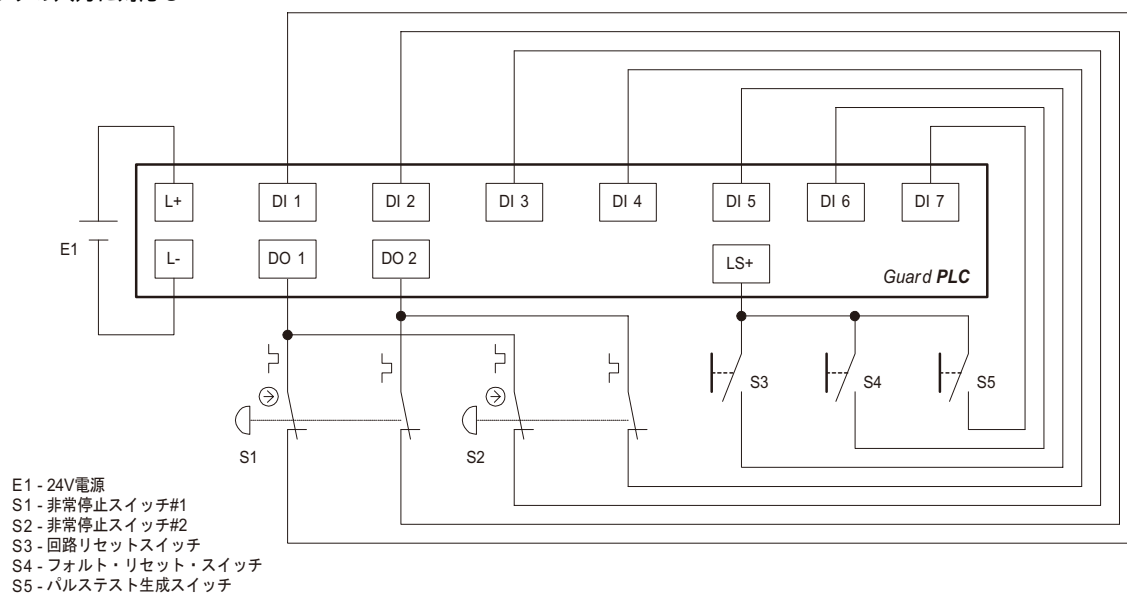 DI 1 DI 2 DI 3 DI 4 DI 5 DI 6 DI 7
L+
E1
L-
DO 1 DO 2 LS+
Guard PLC
S3 S4 S5
S1 S2
E1 - 24V電源
S1 - 非常停止スイッチ#1
S2 - 非常停止スイッチ#2
S3 - 回路リセットスイッチ
S4 - フォルト・リセット・スイッチ
S5 - パルステスト生成スイッチ